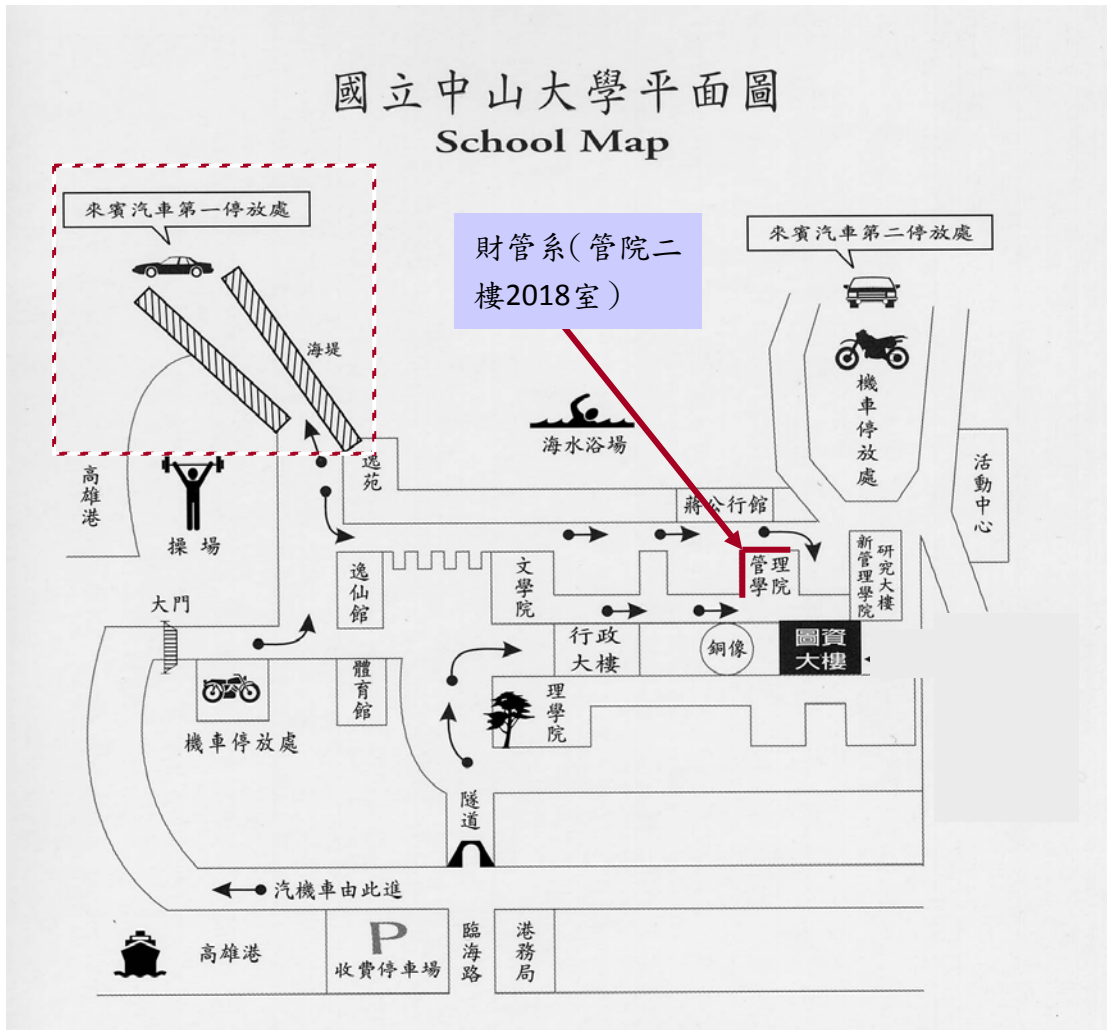 國立中山大學平面圖
School Map
來賓汽車第一停放處
財管系(管院二
樓2018室)
來賓汽車第二停放處
海堤
機車停放處
海水浴場
逸苑
高雄港
活動中心
蔣公行館
操場
逸仙館
文學院
管理
學院
新管理學院
研究大樓
大門
行政
大樓
銅像
圖資
大樓
體育館
理學院
機車停放處
隧道
汽機車由此進
高雄港
P
收費停車場
臨海路
港務局